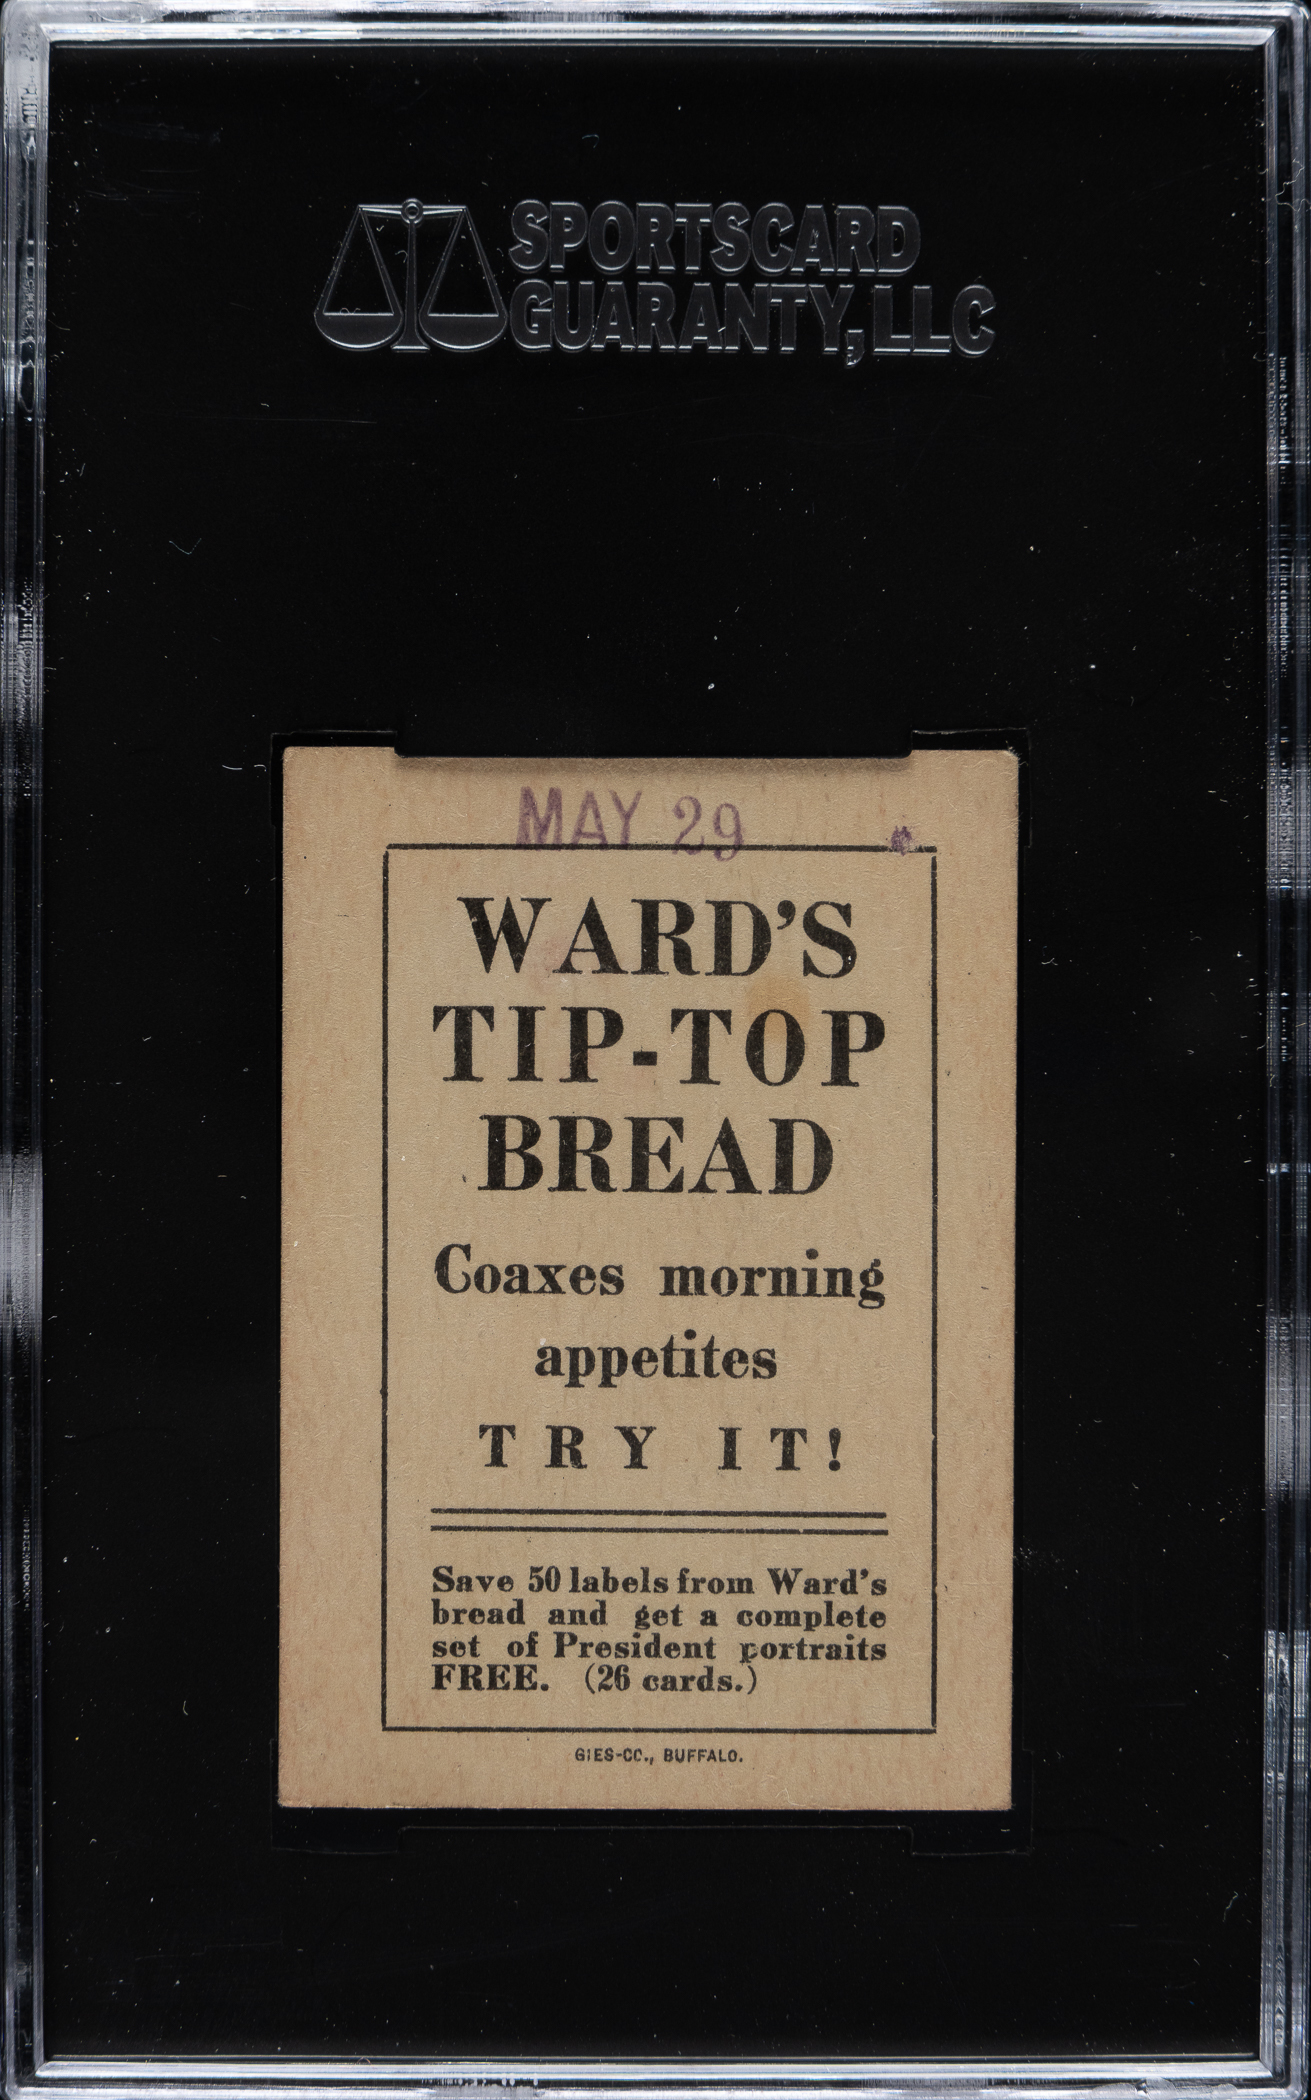 SPORTSCARD
GUARANTY, LLC
MAY 29
WARD'S
TIP-TOP
BREAD
Coaxes morning
appetites
TRY IT!
Save 50 labels from Ward's
bread and get a complete
set of President portraits
FREE. (26 cards.)
GIES-CO., BUFFALO.